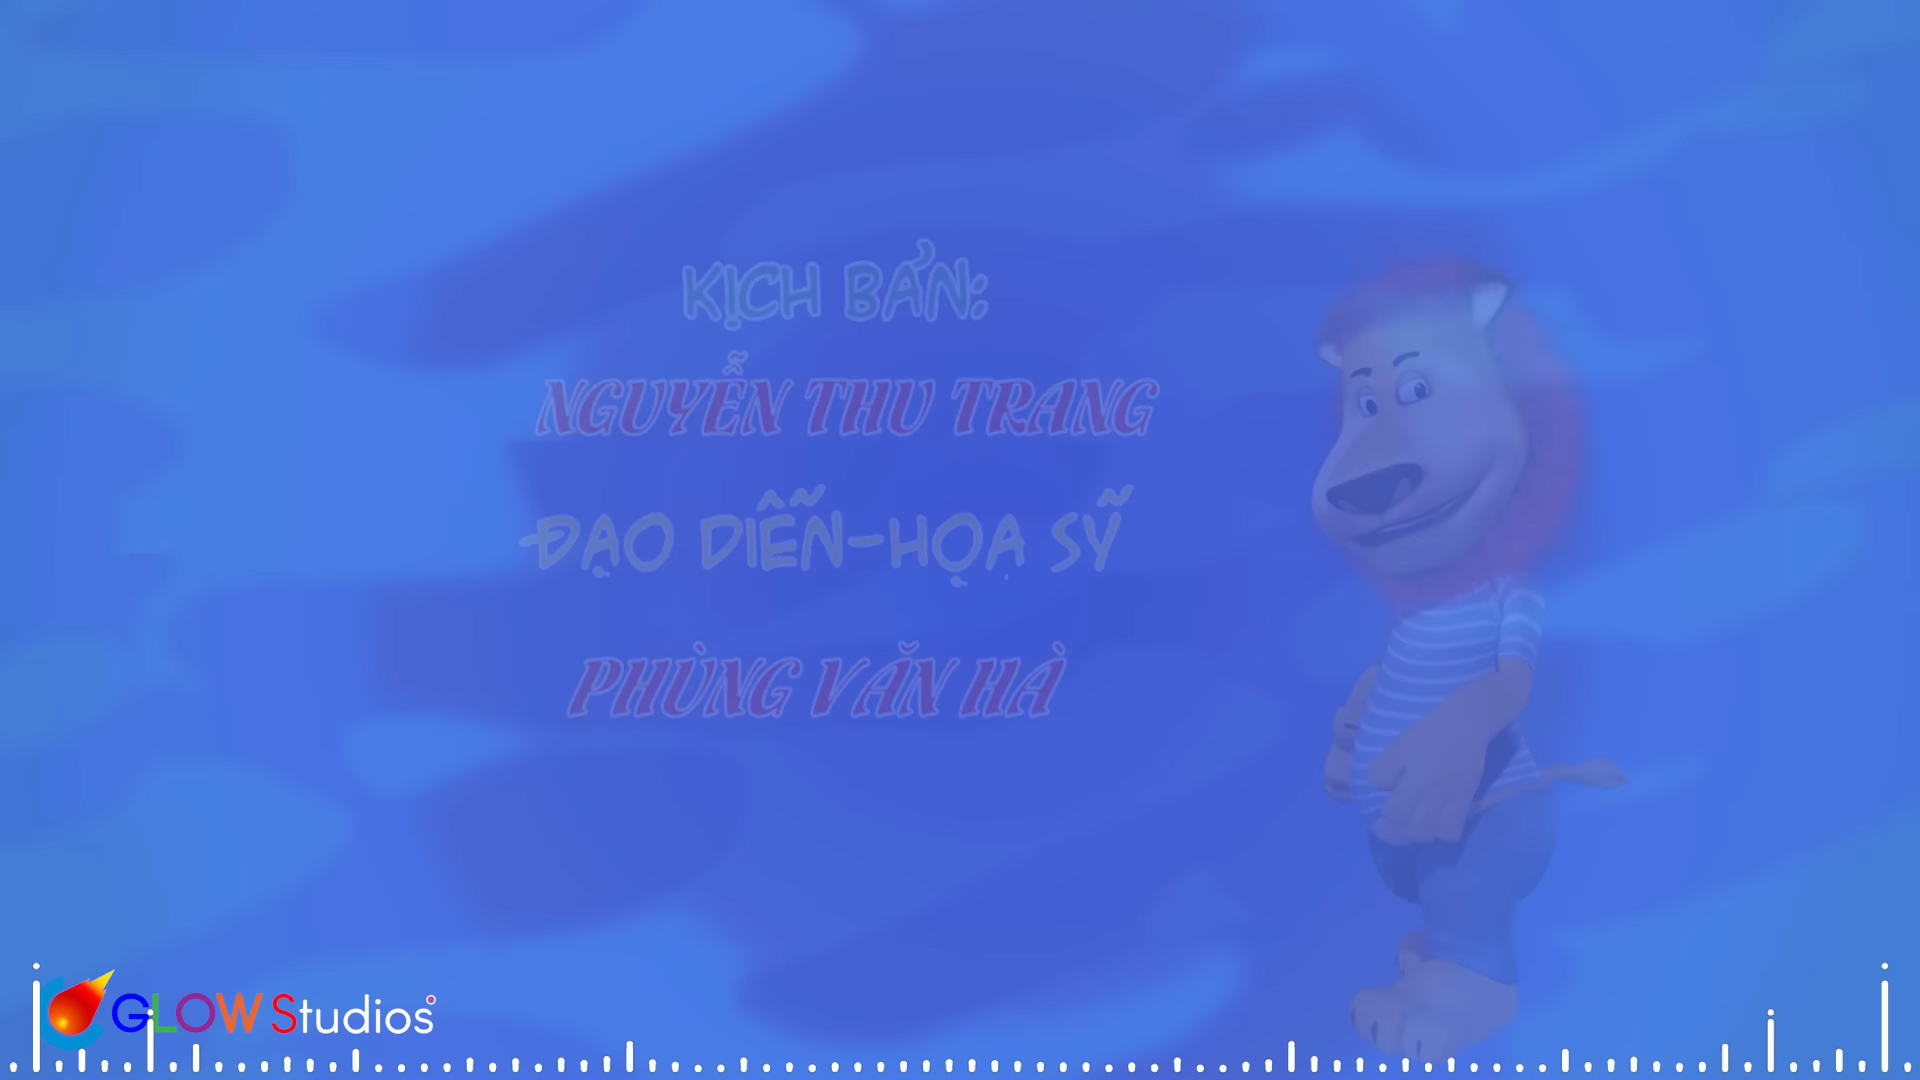 KỊCH BẢN:
NGUYỄN THU TRANG
ĐẠO DIỄN-HỌA SỸ
PHÙNG VĂN HÀ
GLOW Studios